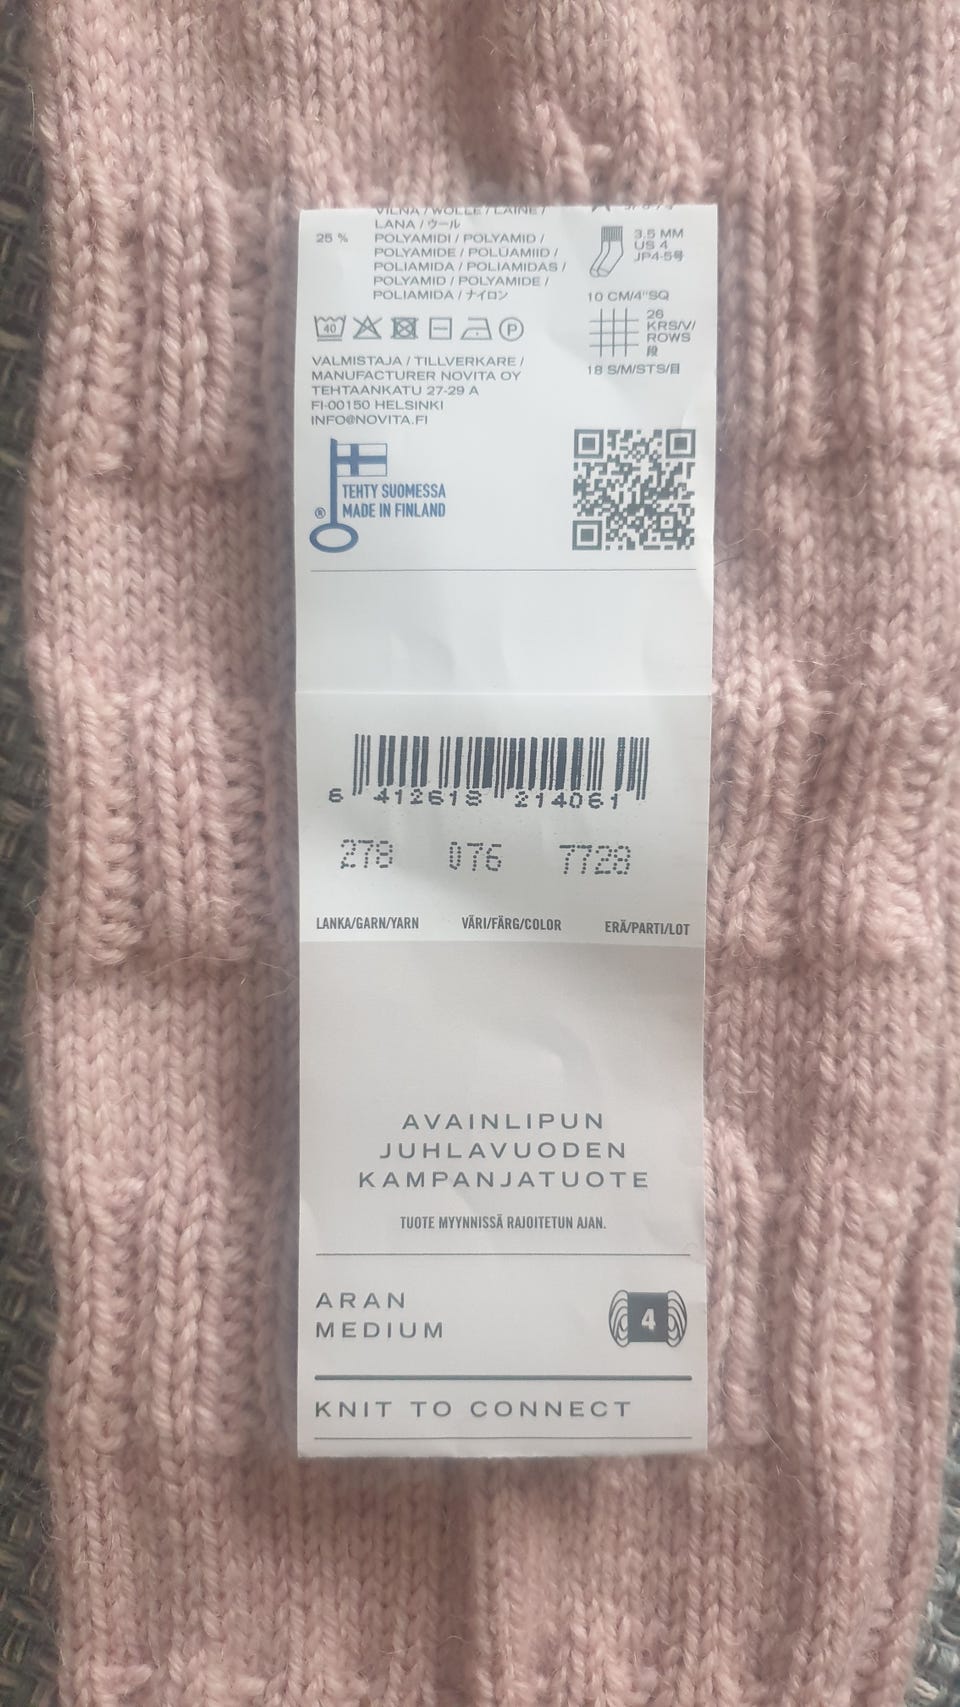 VILNA / WOLLE / LAINE /
LANA / ウール
25 % POLYAMIDI / POLYAMID /
POLYAMIDE / POLÜAMIID /
POLIAMIDA / POLIAMIDAS /
POLYAMID / POLYAMIDE /
POLIAMIDA / ナイロン
3.5 MM
US 4
JP4-5号
10 CM/4"SQ
26
KRS/V/
ROWS
段
18 S/M/STS/目
40
P
VALMISTAJA / TILLVERKARE /
MANUFACTURER NOVITA OY
TEHTAANKATU 27-29 A
FI-00150 HELSINKI
INFO@NOVITA.FI
TEHTY SUOMESSA
® MADE IN FINLAND
6 412618 214061
278 076 7728
LANKA/GARN/YARN VÄRI/FÄRG/COLOR ERÄ/PARTI/LOT
AVAINLIPUN
JUHLAVUODEN
KAMPANJATUOTE
TUOTE MYYNNISSÄ RAJOITETUN AJAN.
ARAN
MEDIUM
4
KNIT TO CONNECT